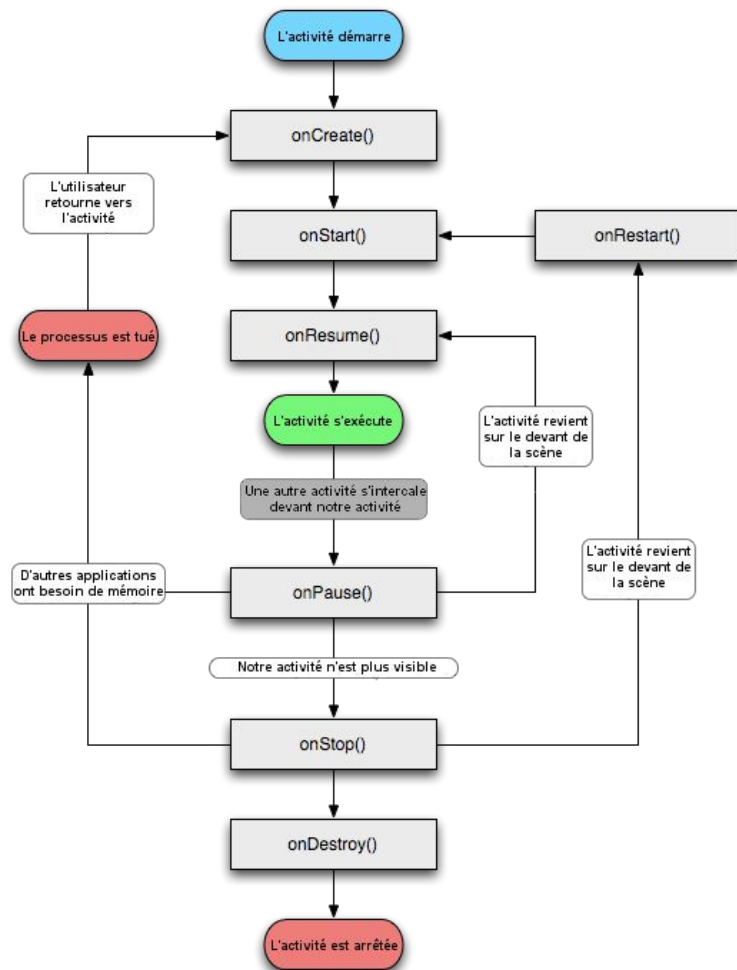 L'activité démarre
onCreate()
L'utilisateur
retourne vers
l'activité
onStart()
onRestart()
Le processus est tué
onResume()
L'activité s'exécute
L'activité revient
sur le devant de
la scène
Une autre activité s'intercale
devant notre activité
D'autres applications
ont besoin de mémoire
onPause()
L'activité revient
sur le devant de
la scène
Notre activité n'est plus visible
onStop()
onDestroy()
L'activité est arrêtée